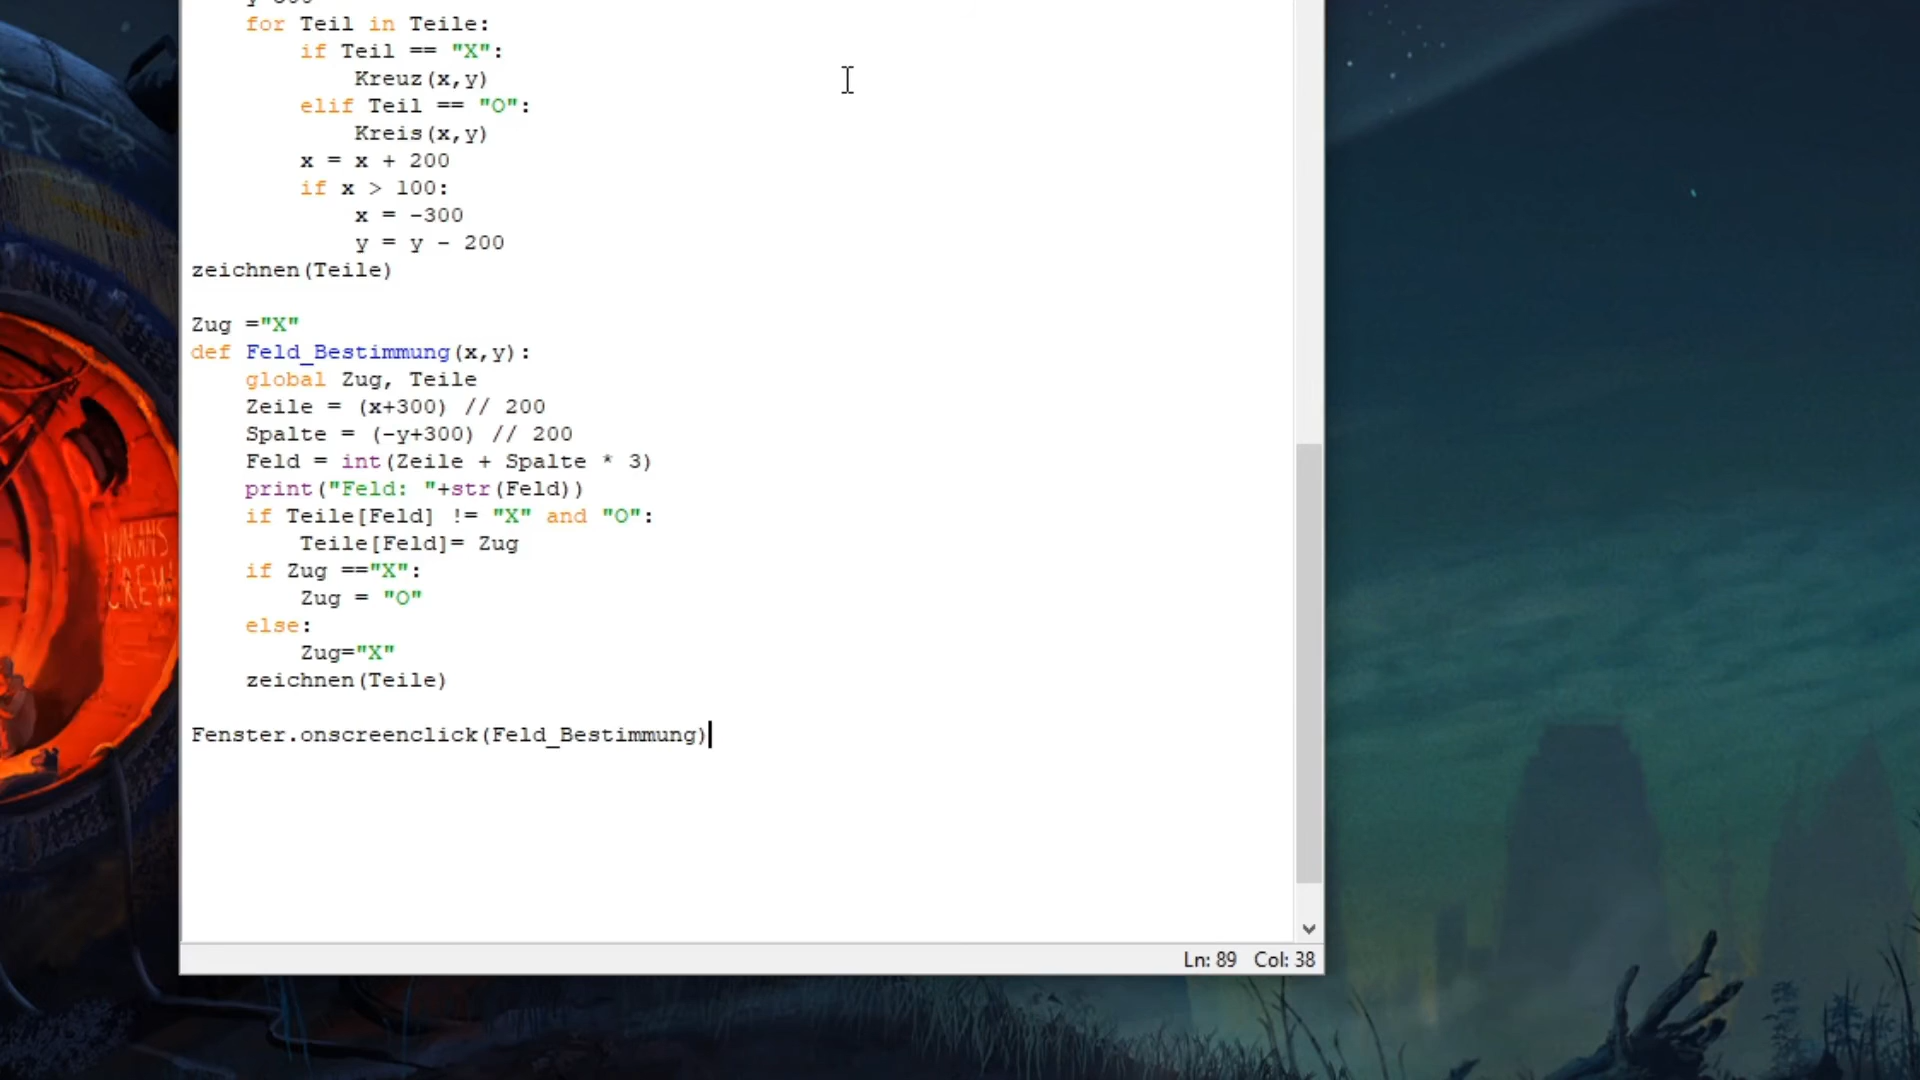 for Teil in Teile:
if Teil == "X":
Kreuz(x,y)
elif Teil == "O":
Kreis(x,y)
x = x + 200
if x > 100:
x = -300
y = y - 200
zeichnen(Teile)
Zug ="X"
def Feld_Bestimmung(x,y):
global Zug, Teile
Zeile = (x+300) // 200
Spalte = (-y+300) // 200
Feld = int(Zeile + Spalte * 3)
print("Feld: "+str(Feld))
if Teile[Feld] != "X" and "O":
Teile[Feld]= Zug
if Zug =="X":
Zug = "O"
else:
Zug="X"
zeichnen(Teile)
Fenster.onscreenclick(Feld_Bestimmung)
Ln: 89 Col: 38